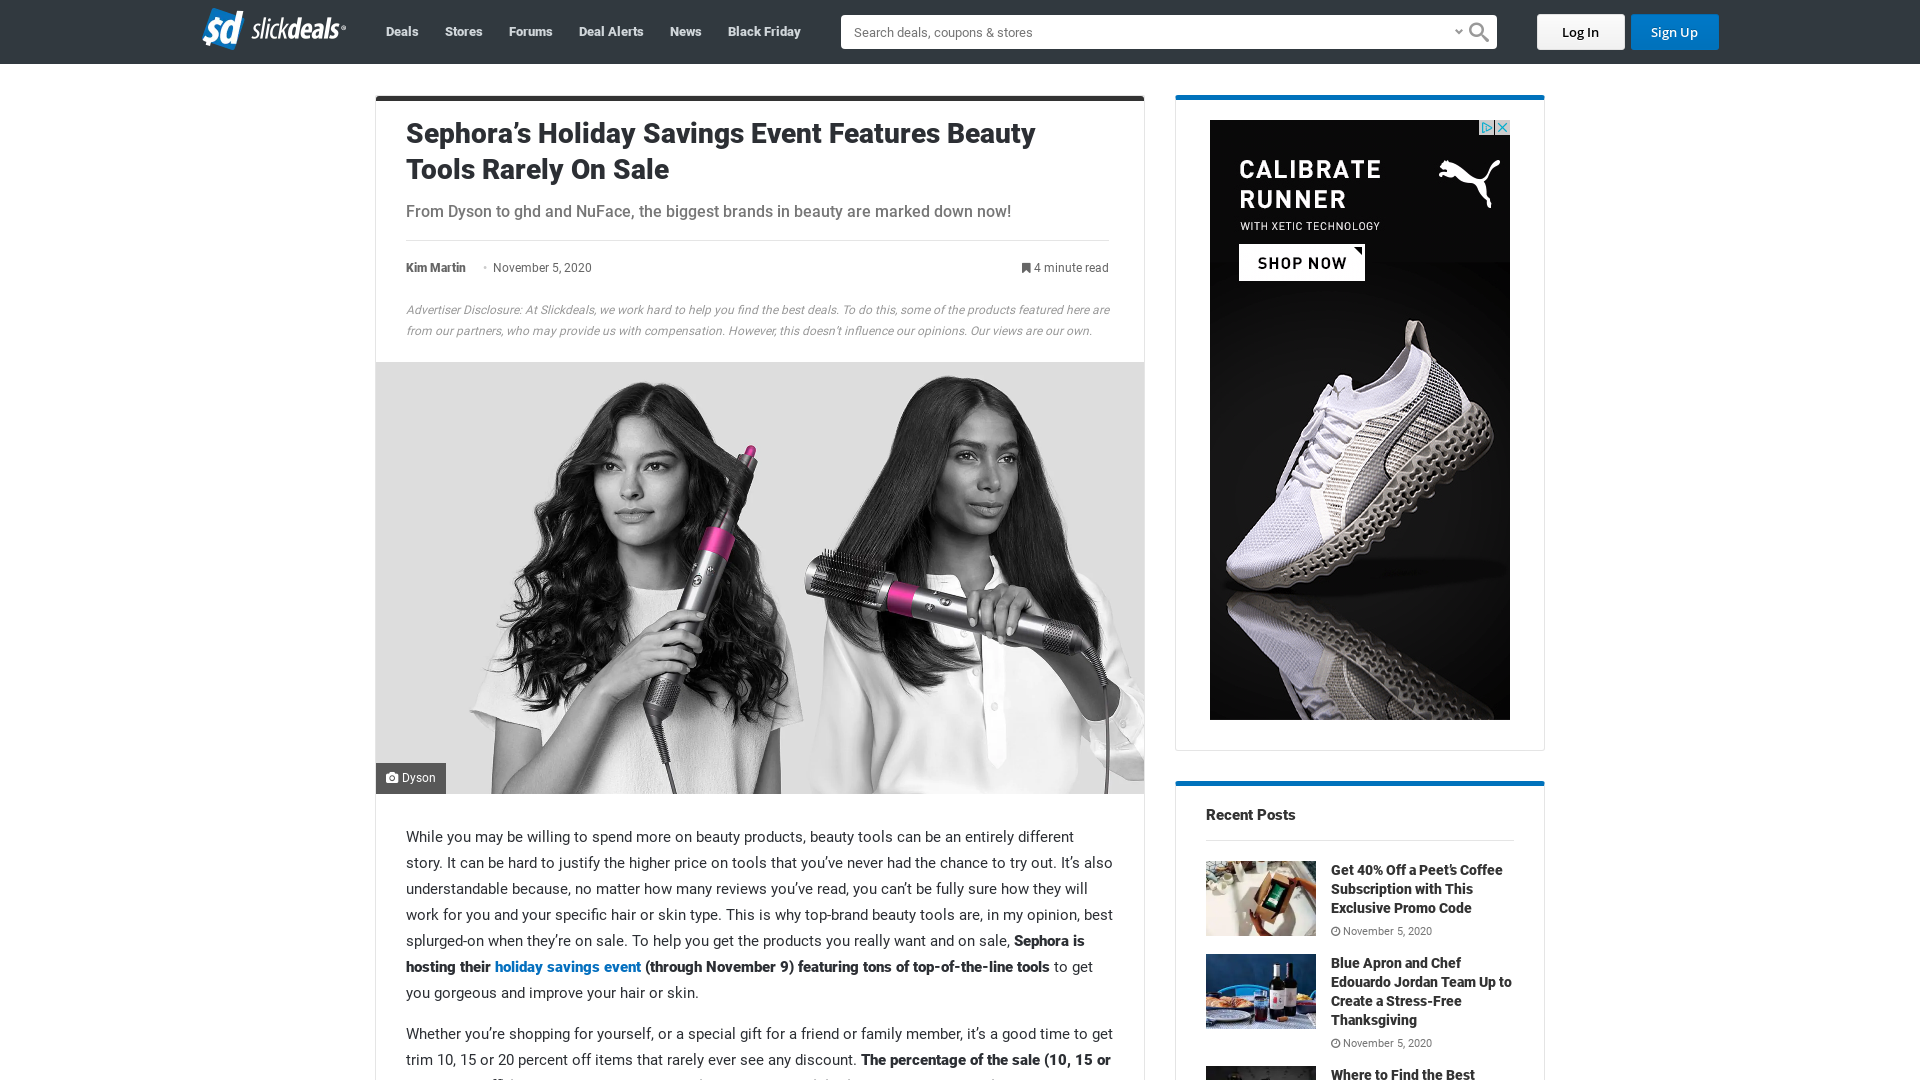 $d slickdeals
Deals
Stores
Forums
Deal Alerts
News
Black Friday
Search deals, coupons & stores
Log In
Sign Up
Sephora’s Holiday Savings Event Features Beauty
Tools Rarely On Sale
From Dyson to ghd and NuFace, the biggest brands in beauty are marked down now!
Kim Martin • November 5, 2020
4 minute read
Advertiser Disclosure: At Slickdeals, we work hard to help you find the best deals. To do this, some of the products featured here are
from our partners, who may provide us with compensation. However, this doesn’t influence our opinions. Our views are our own.
Dyson
While you may be willing to spend more on beauty products, beauty tools can be an entirely different
story. It can be hard to justify the higher price on tools that you’ve never had the chance to try out. It’s also
understandable because, no matter how many reviews you’ve read, you can’t be fully sure how they will
work for you and your specific hair or skin type. This is why top-brand beauty tools are, in my opinion, best
splurged-on when they’re on sale. To help you get the products you really want and on sale, Sephora is
hosting their holiday savings event (through November 9) featuring tons of top-of-the-line tools to get
you gorgeous and improve your hair or skin.
Whether you’re shopping for yourself, or a special gift for a friend or family member, it’s a good time to get
trim 10, 15 or 20 percent off items that rarely ever see any discount. The percentage of the sale (10, 15 or
CALIBRATE
RUNNER
WITH XETIC TECHNOLOGY
SHOP NOW
Recent Posts
Get 40% Off a Peet’s Coffee
Subscription with This
Exclusive Promo Code
November 5, 2020
Blue Apron and Chef
Edouardo Jordan Team Up to
Create a Stress-Free
Thanksgiving
November 5, 2020
Where to Find the Best